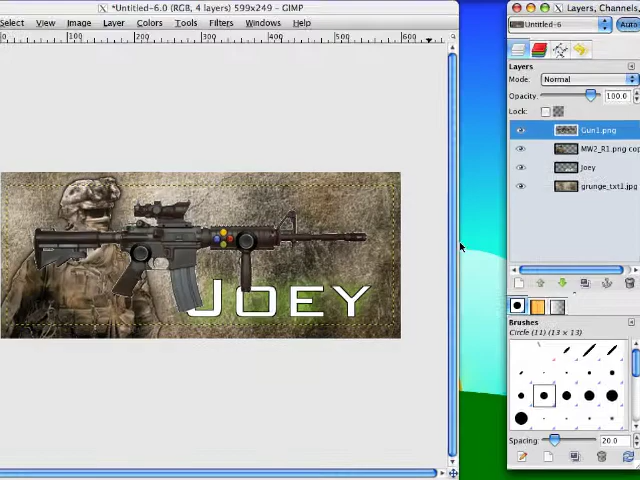 *Untitled-6.0 (RGB, 4 layers) 599x249 – GIMP
Select View Image Layer Colors Tools Filters Windows Help
0 100 200 300 400 500 600
JOEY
Layers, Channels,
Untitled-6 Auto
Layers
Mode: Normal
Opacity: 100.0
Lock:
Gun1.png
MW2_R1.png cop
Joey
grunge_txt1.jpg
Brushes
Circle (11) (13 × 13)
Spacing: 20.0